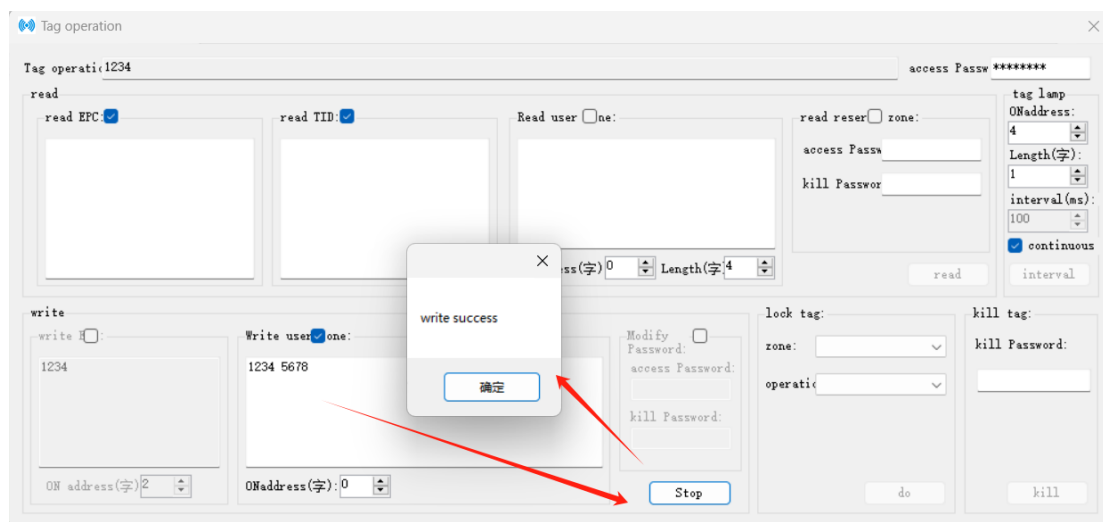 Tag operation
Tag operati(1234
access Passw ********
read
read EPC:
read TID:
Read user ne:
read reser zone:
access Passw
kill Passwor
tag lamp
ONaddress:
4
Length(字):
1
interval(ms):
100
continuous
interval
ess(字) 0
Length(字 4
read
write success
确定
write
write E :
1234
ON address(字) 2
Write user one:
1234 5678
ONaddress(字): 0
Modify
Password:
access Password:
kill Password:
Stop
lock tag:
zone:
operatic
do
kill tag:
kill Password:
kill